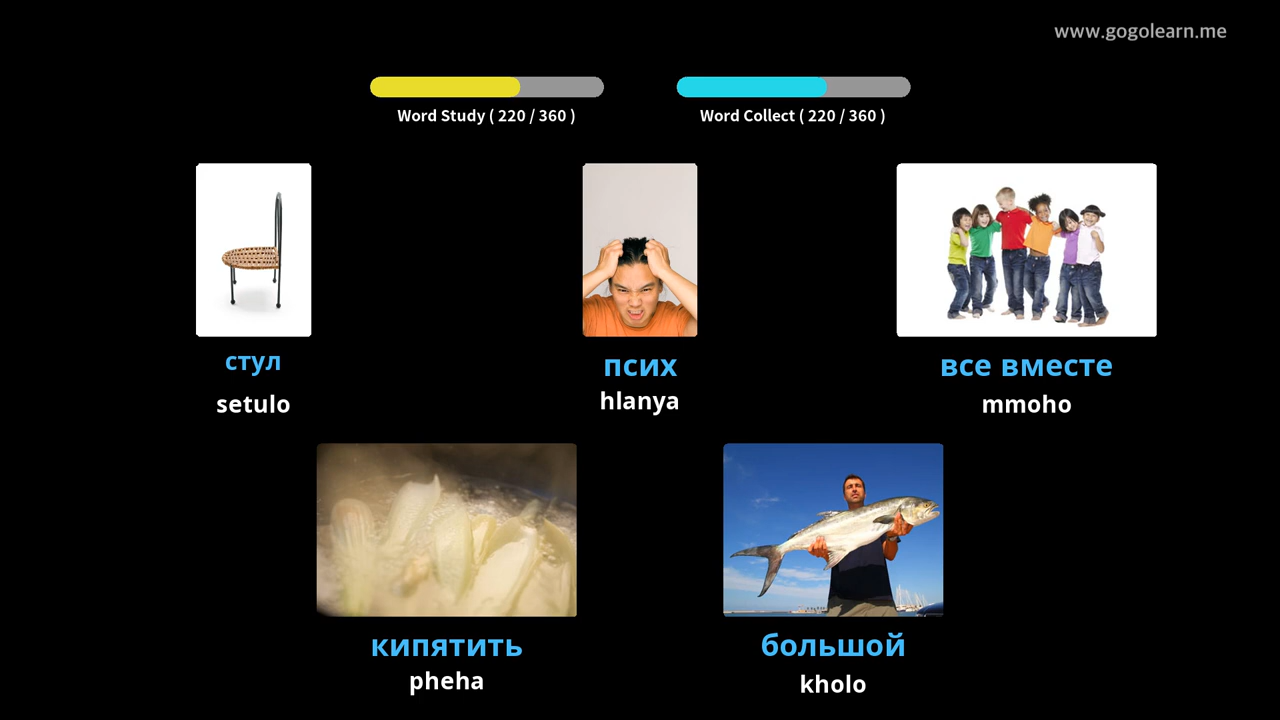 www.gogolearn.me
Word Study ( 220 / 360 )
Word Collect ( 220 / 360 )
стул
setulo
псих
hlanya
все вместе
mmoho
кипятить
pheha
большой
kholo